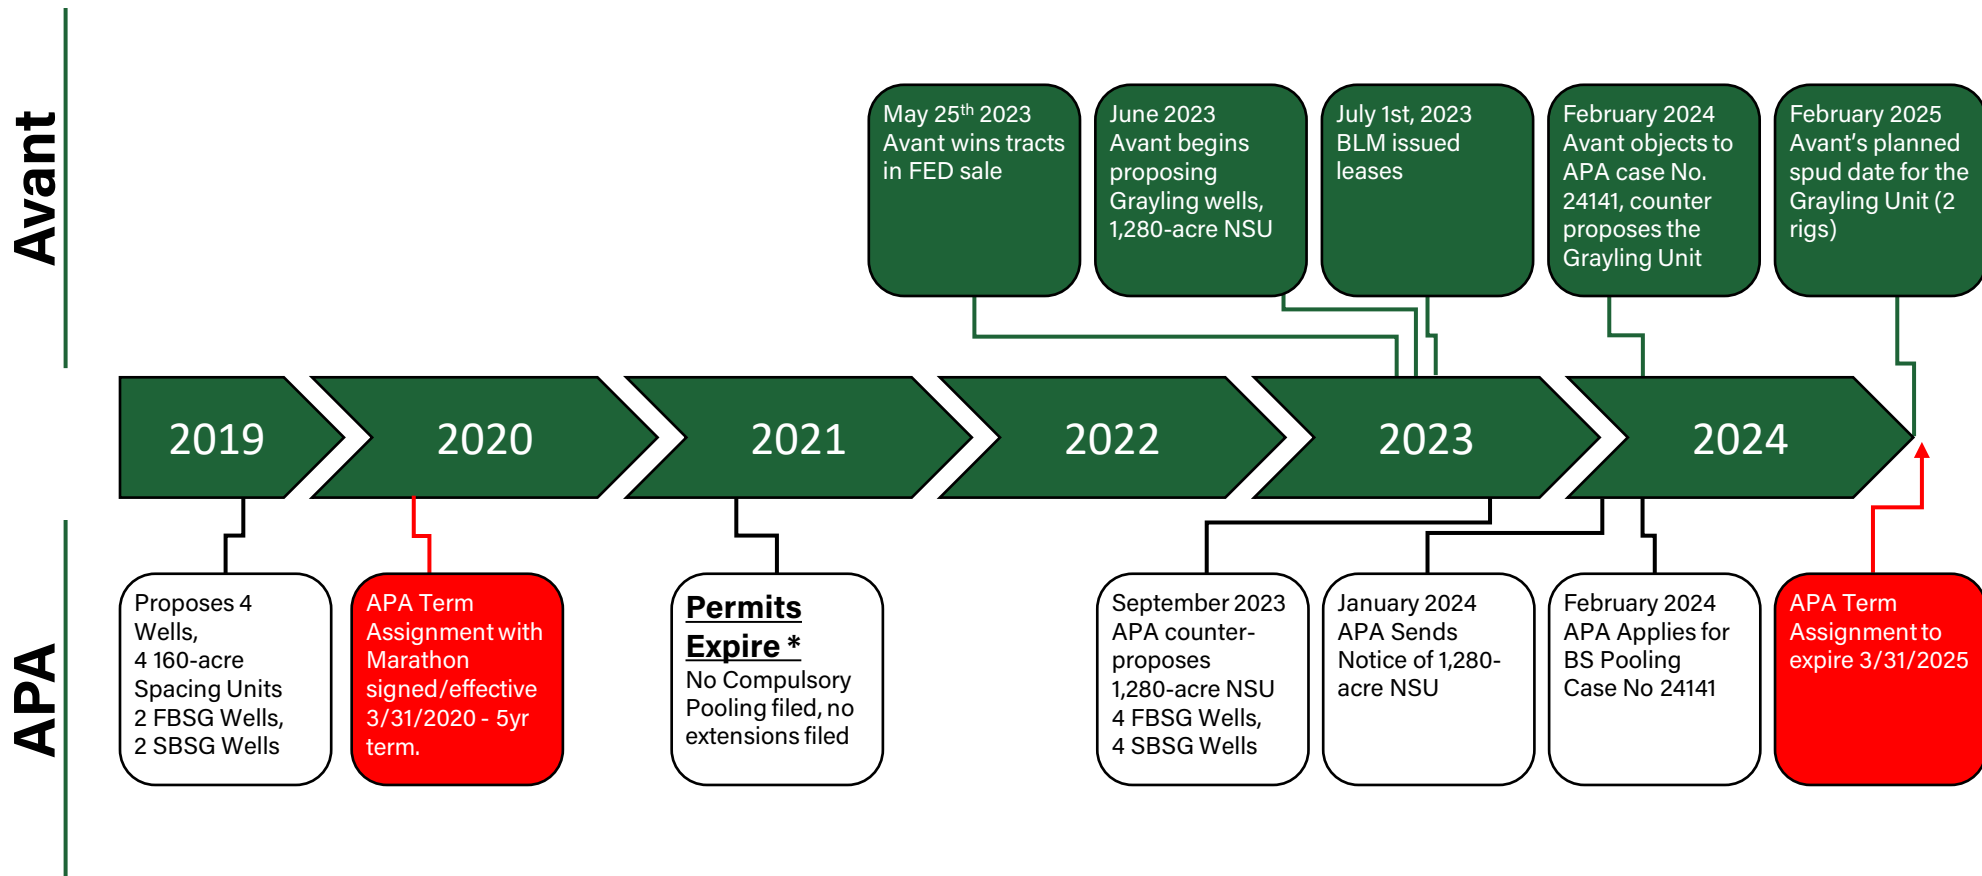 Avant
May 25th 2023
Avant wins tracts
in FED sale
June 2023
Avant begins
proposing
Grayling wells,
1,280-acre NSU
July 1st, 2023
BLM issued
leases
February 2024
Avant objects to
APA case No.
24141, counter
proposes the
Grayling Unit
February 2025
Avant's planned
spud date for the
Grayling Unit (2
rigs)
2019
2020
2021
2022
2023
2024
APA
Proposes 4
Wells,
4 160-acre
Spacing Units
2 FBSG Wells,
2 SBSG Wells
APA Term
Assignment with
Marathon
signed/effective
3/31/2020 - 5yr
term.
Permits
Expire *
No Compulsory
Pooling filed, no
extensions filed
September 2023
APA counter-
proposes
1,280-acre NSU
4 FBSG Wells,
4 SBSG Wells
January 2024
APA Sends
Notice of 1,280-
acre NSU
February 2024
APA Applies for
BS Pooling
Case No 24141
APA Term
Assignment to
expire 3/31/2025